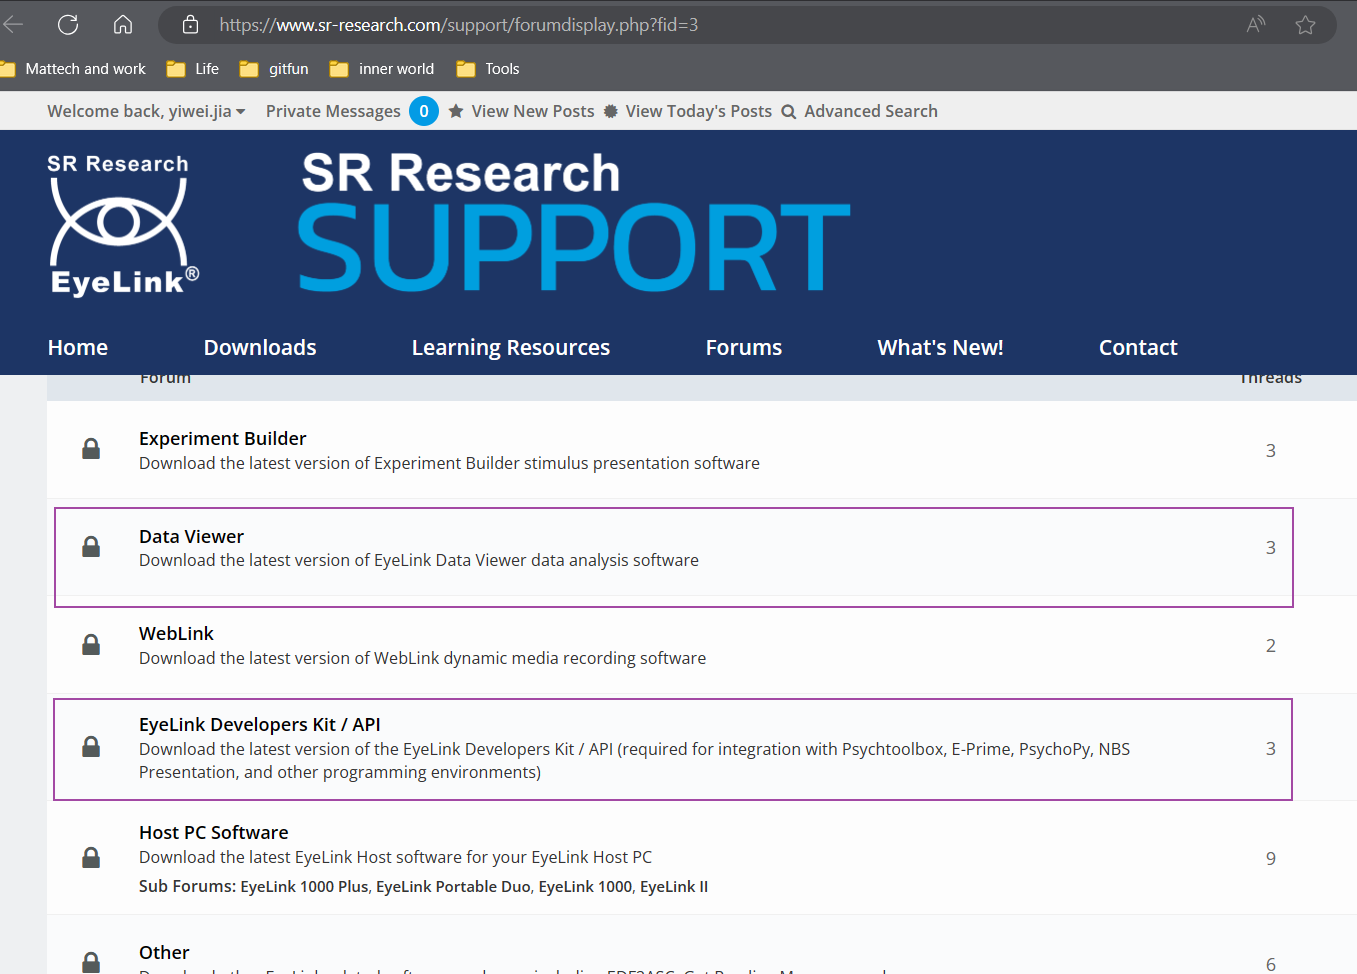 https://www.sr-research.com/support/forumdisplay.php?fid=3
Mattech and work Life gitfun inner world Tools
Welcome back, yiwei.jia Private Messages 0 View New Posts View Today's Posts Advanced Search
SR Research
EyeLink®
SR Research
SUPPORT
Home Downloads Learning Resources Forums What's New! Contact
Forum Threads
Experiment Builder
Download the latest version of Experiment Builder stimulus presentation software
3
Data Viewer
Download the latest version of EyeLink Data Viewer data analysis software
3
WebLink
Download the latest version of WebLink dynamic media recording software
2
EyeLink Developers Kit / API
Download the latest version of the EyeLink Developers Kit / API (required for integration with Psychtoolbox, E-Prime, PsychoPy, NBS
Presentation, and other programming environments)
3
Host PC Software
Download the latest EyeLink Host software for your EyeLink Host PC
Sub Forums: EyeLink 1000 Plus, EyeLink Portable Duo, EyeLink 1000, EyeLink II
9
Other
6